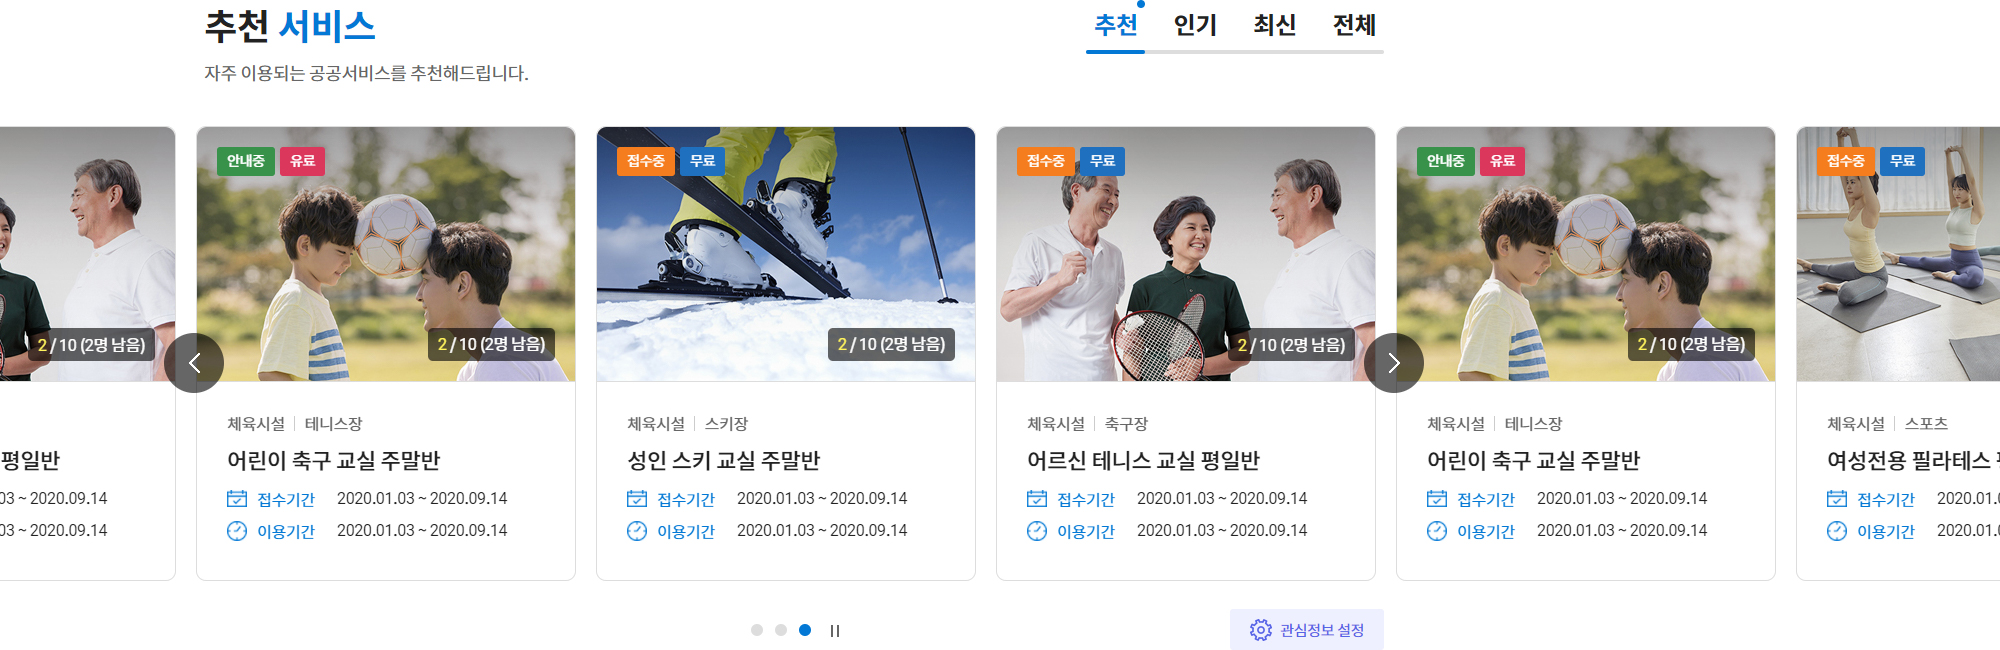 추천 서비스
자주 이용되는 공공서비스를 추천해드립니다.
추천 인기 최신 전체
2 / 10 (2명 남음)
평일반
03 ~ 2020.09.14
03 ~ 2020.09.14
안내중 유료
2 / 10 (2명 남음)
체육시설 | 테니스장
어린이 축구 교실 주말반
접수기간 2020.01.03 ~ 2020.09.14
이용기간 2020.01.03 ~ 2020.09.14
접수중 무료
2 / 10 (2명 남음)
체육시설 | 스키장
성인 스키 교실 주말반
접수기간 2020.01.03 ~ 2020.09.14
이용기간 2020.01.03 ~ 2020.09.14
접수중 무료
2 / 10 (2명 남음)
체육시설 | 축구장
어르신 테니스 교실 평일반
접수기간 2020.01.03 ~ 2020.09.14
이용기간 2020.01.03 ~ 2020.09.14
안내중 유료
2 / 10 (2명 남음)
체육시설 | 테니스장
어린이 축구 교실 주말반
접수기간 2020.01.03 ~ 2020.09.14
이용기간 2020.01.03 ~ 2020.09.14
접수중 무료
체육시설 | 스포츠
여성전용 필라테스
접수기간 2020.01.
이용기간 2020.01.
관심정보 설정